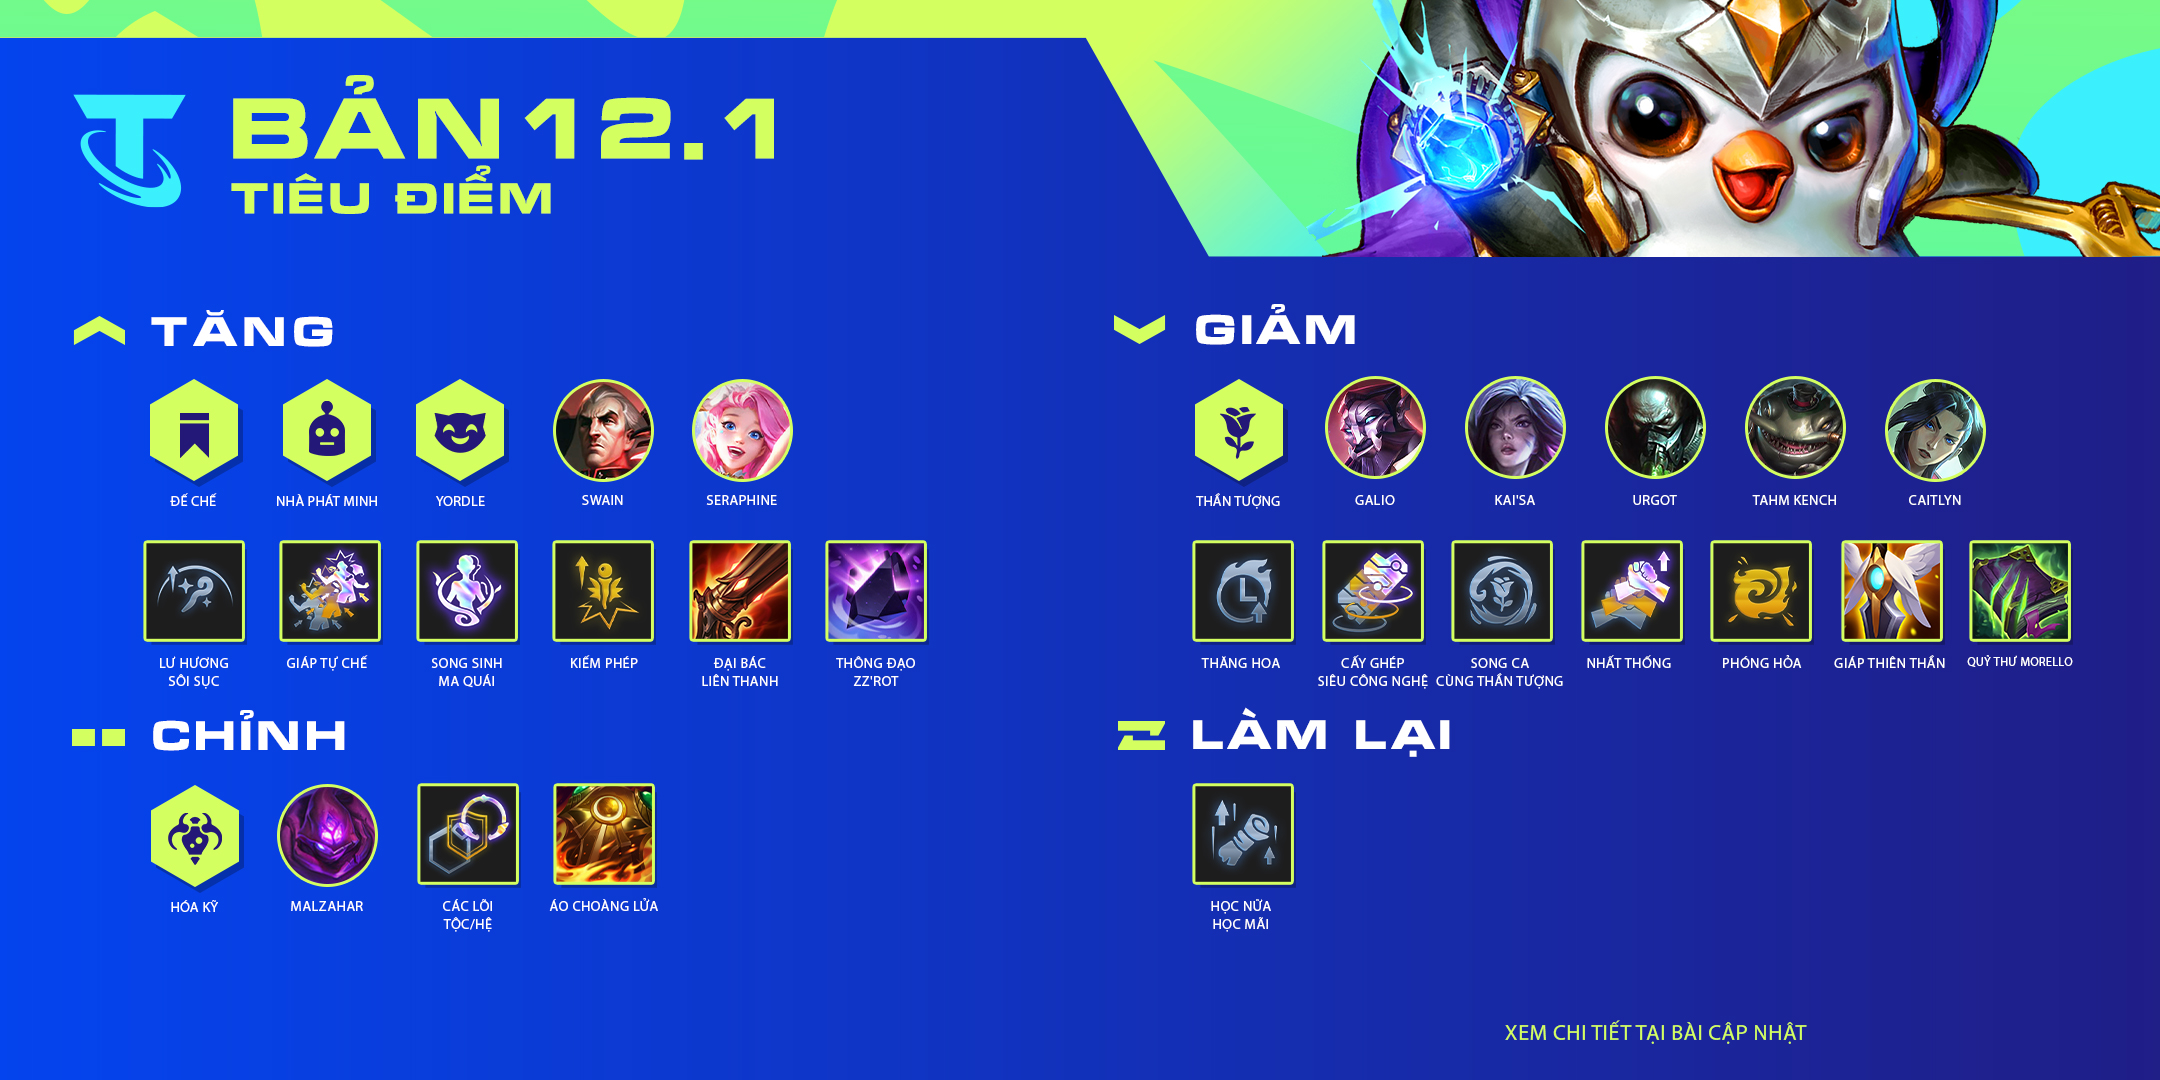 BẢN 12.1
TIÊU ĐIỂM
TĂNG
ĐẾ CHẾ
NHÀ PHÁT MINH
YORDLE
SWAIN
SERAPHINE
LƯ HƯƠNG
SÔI SỤC
GIÁP TỰ CHẾ
SONG SINH
MA QUÁI
KIẾM PHÉP
ĐẠI BÁC
LIÊN THANH
THÔNG ĐẠO
ZZ'ROT
GIẢM
THẦN TƯỢNG
GALIO
KAI'SA
URGOT
TAHM KENCH
CAITLYN
THĂNG HOA
CẤY GHÉP
SIÊU CÔNG NGHỆ
SONG CA
CÙNG THẦN TƯỢNG
NHẤT THỐNG
PHÓNG HỎA
GIÁP THIÊN THẦN
QUỶ THƯ MORELLO
CHỈNH
HÓA KỸ
MALZAHAR
CÁC LÕI
TỘC/HỆ
ÁO CHOÀNG LỬA
LÀM LẠI
HỌC NỮA
HỌC MÃI
XEM CHI TIẾT TẠI BÀI CẬP NHẬT